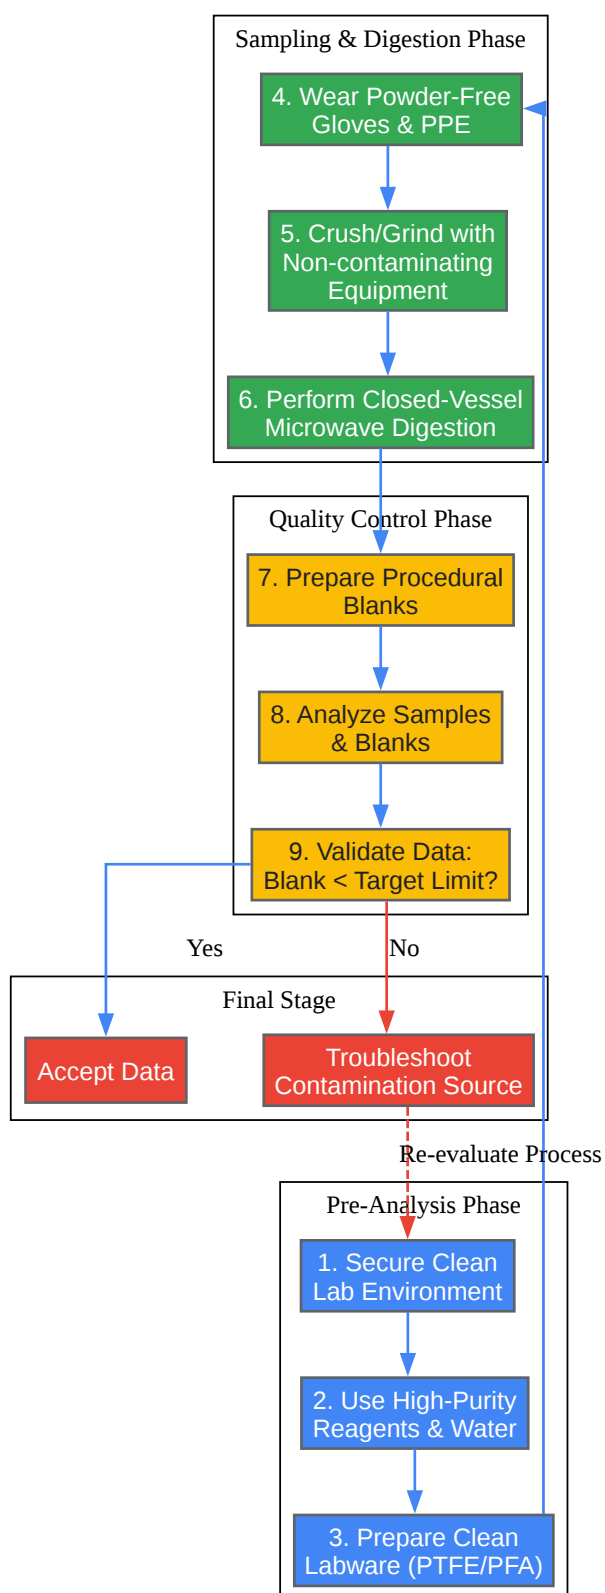 Sampling & Digestion Phase
4. Wear Powder-Free
Gloves & PPE
5. Crush/Grind with
Non-contaminating
Equipment
6. Perform Closed-Vessel
Microwave Digestion
Quality Control Phase
7. Prepare Procedural
Blanks
8. Analyze Samples
& Blanks
9. Validate Data:
Blank < Target Limit?
Yes
No
Final Stage
Accept Data
Troubleshoot
Contamination Source
Re-evaluate Process
Pre-Analysis Phase
1. Secure Clean
Lab Environment
2. Use High-Purity
Reagents & Water
3. Prepare Clean
Labware (PTFE/PFA)